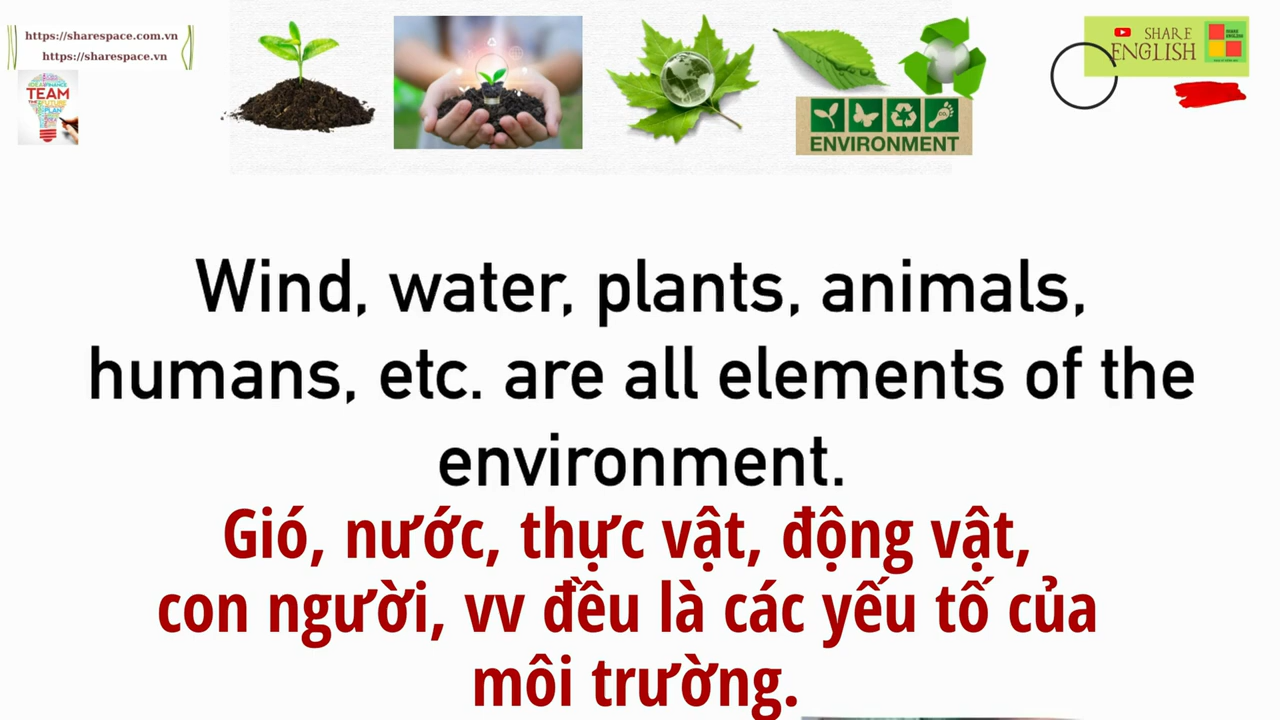 https://sharespace.com.vn
https://sharespace.vn
TEAM
PLAN
ENVIRONMENT
SHARE
ENGLISH
Wind, water, plants, animals,
humans, etc. are all elements of the
environment.
Gió, nước, thực vật, động vật,
con người, vv đều là các yếu tố của
môi trường.